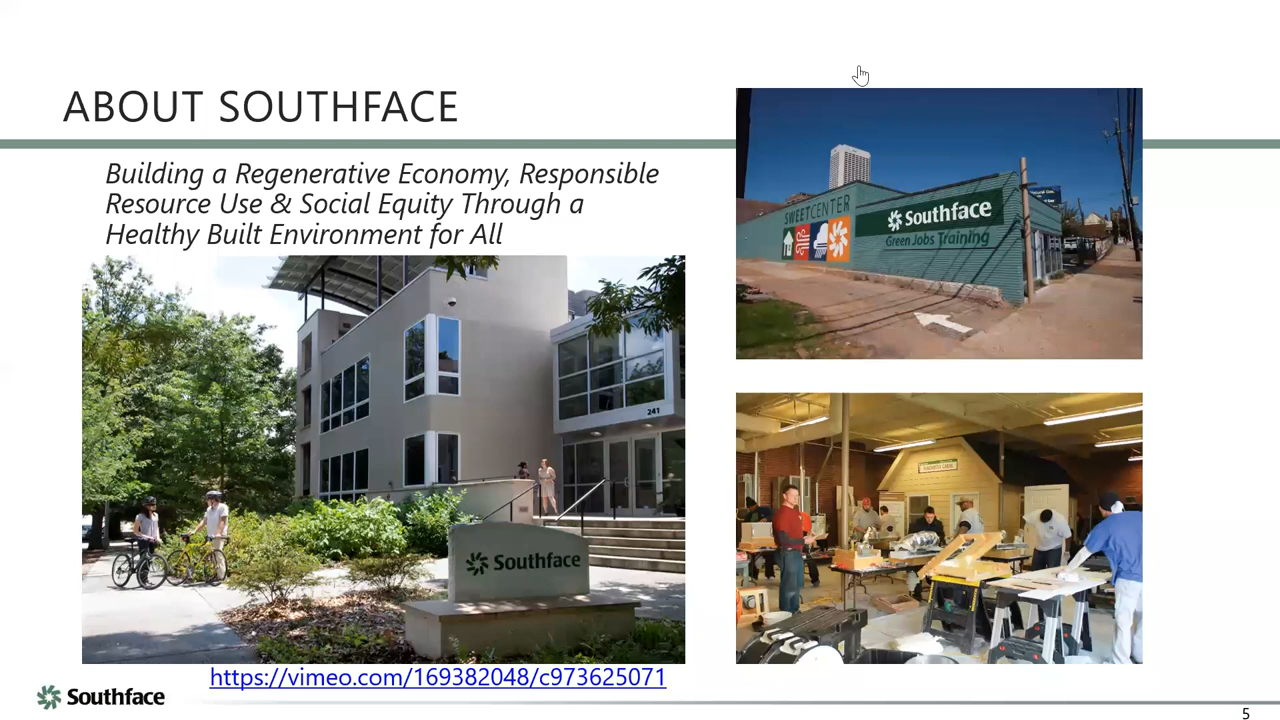 ABOUT SOUTHFACE
Building a Regenerative Economy, Responsible
Resource Use & Social Equity Through a
Healthy Built Environment for All
SWEETCENTER
Southface
Green Jobs Training
241
Southface
https://vimeo.com/169382048/c973625071
Southface
5